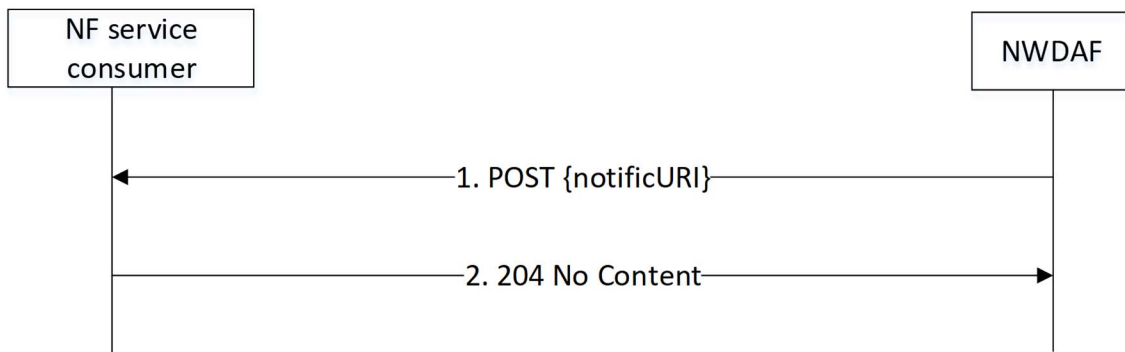 NF service
consumer
NWDAF
1. POST {notificURI}
2. 204 No Content